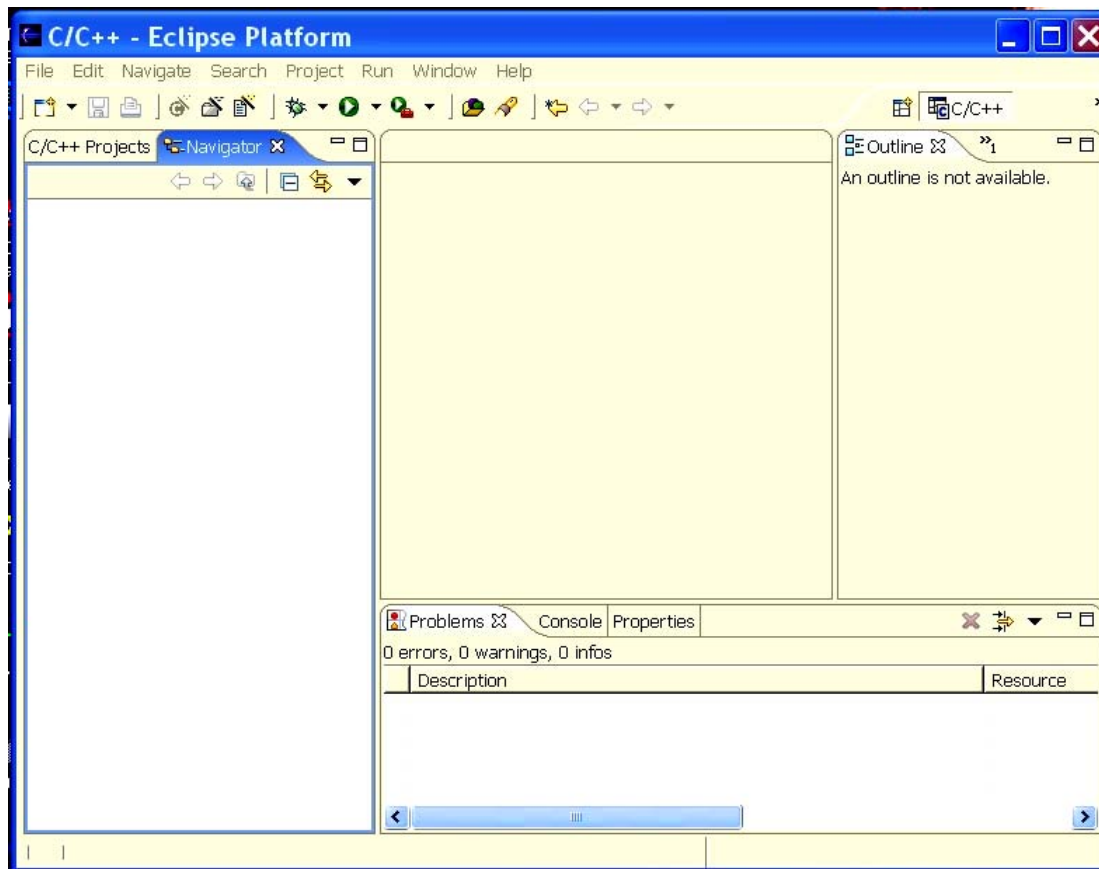 C/C++ - Eclipse Platform
File Edit Navigate Search Project Run Window Help
C/C++
C/C++ Projects Navigator
Outline »1
An outline is not available.
Problems Console Properties
0 errors, 0 warnings, 0 infos
Description Resource